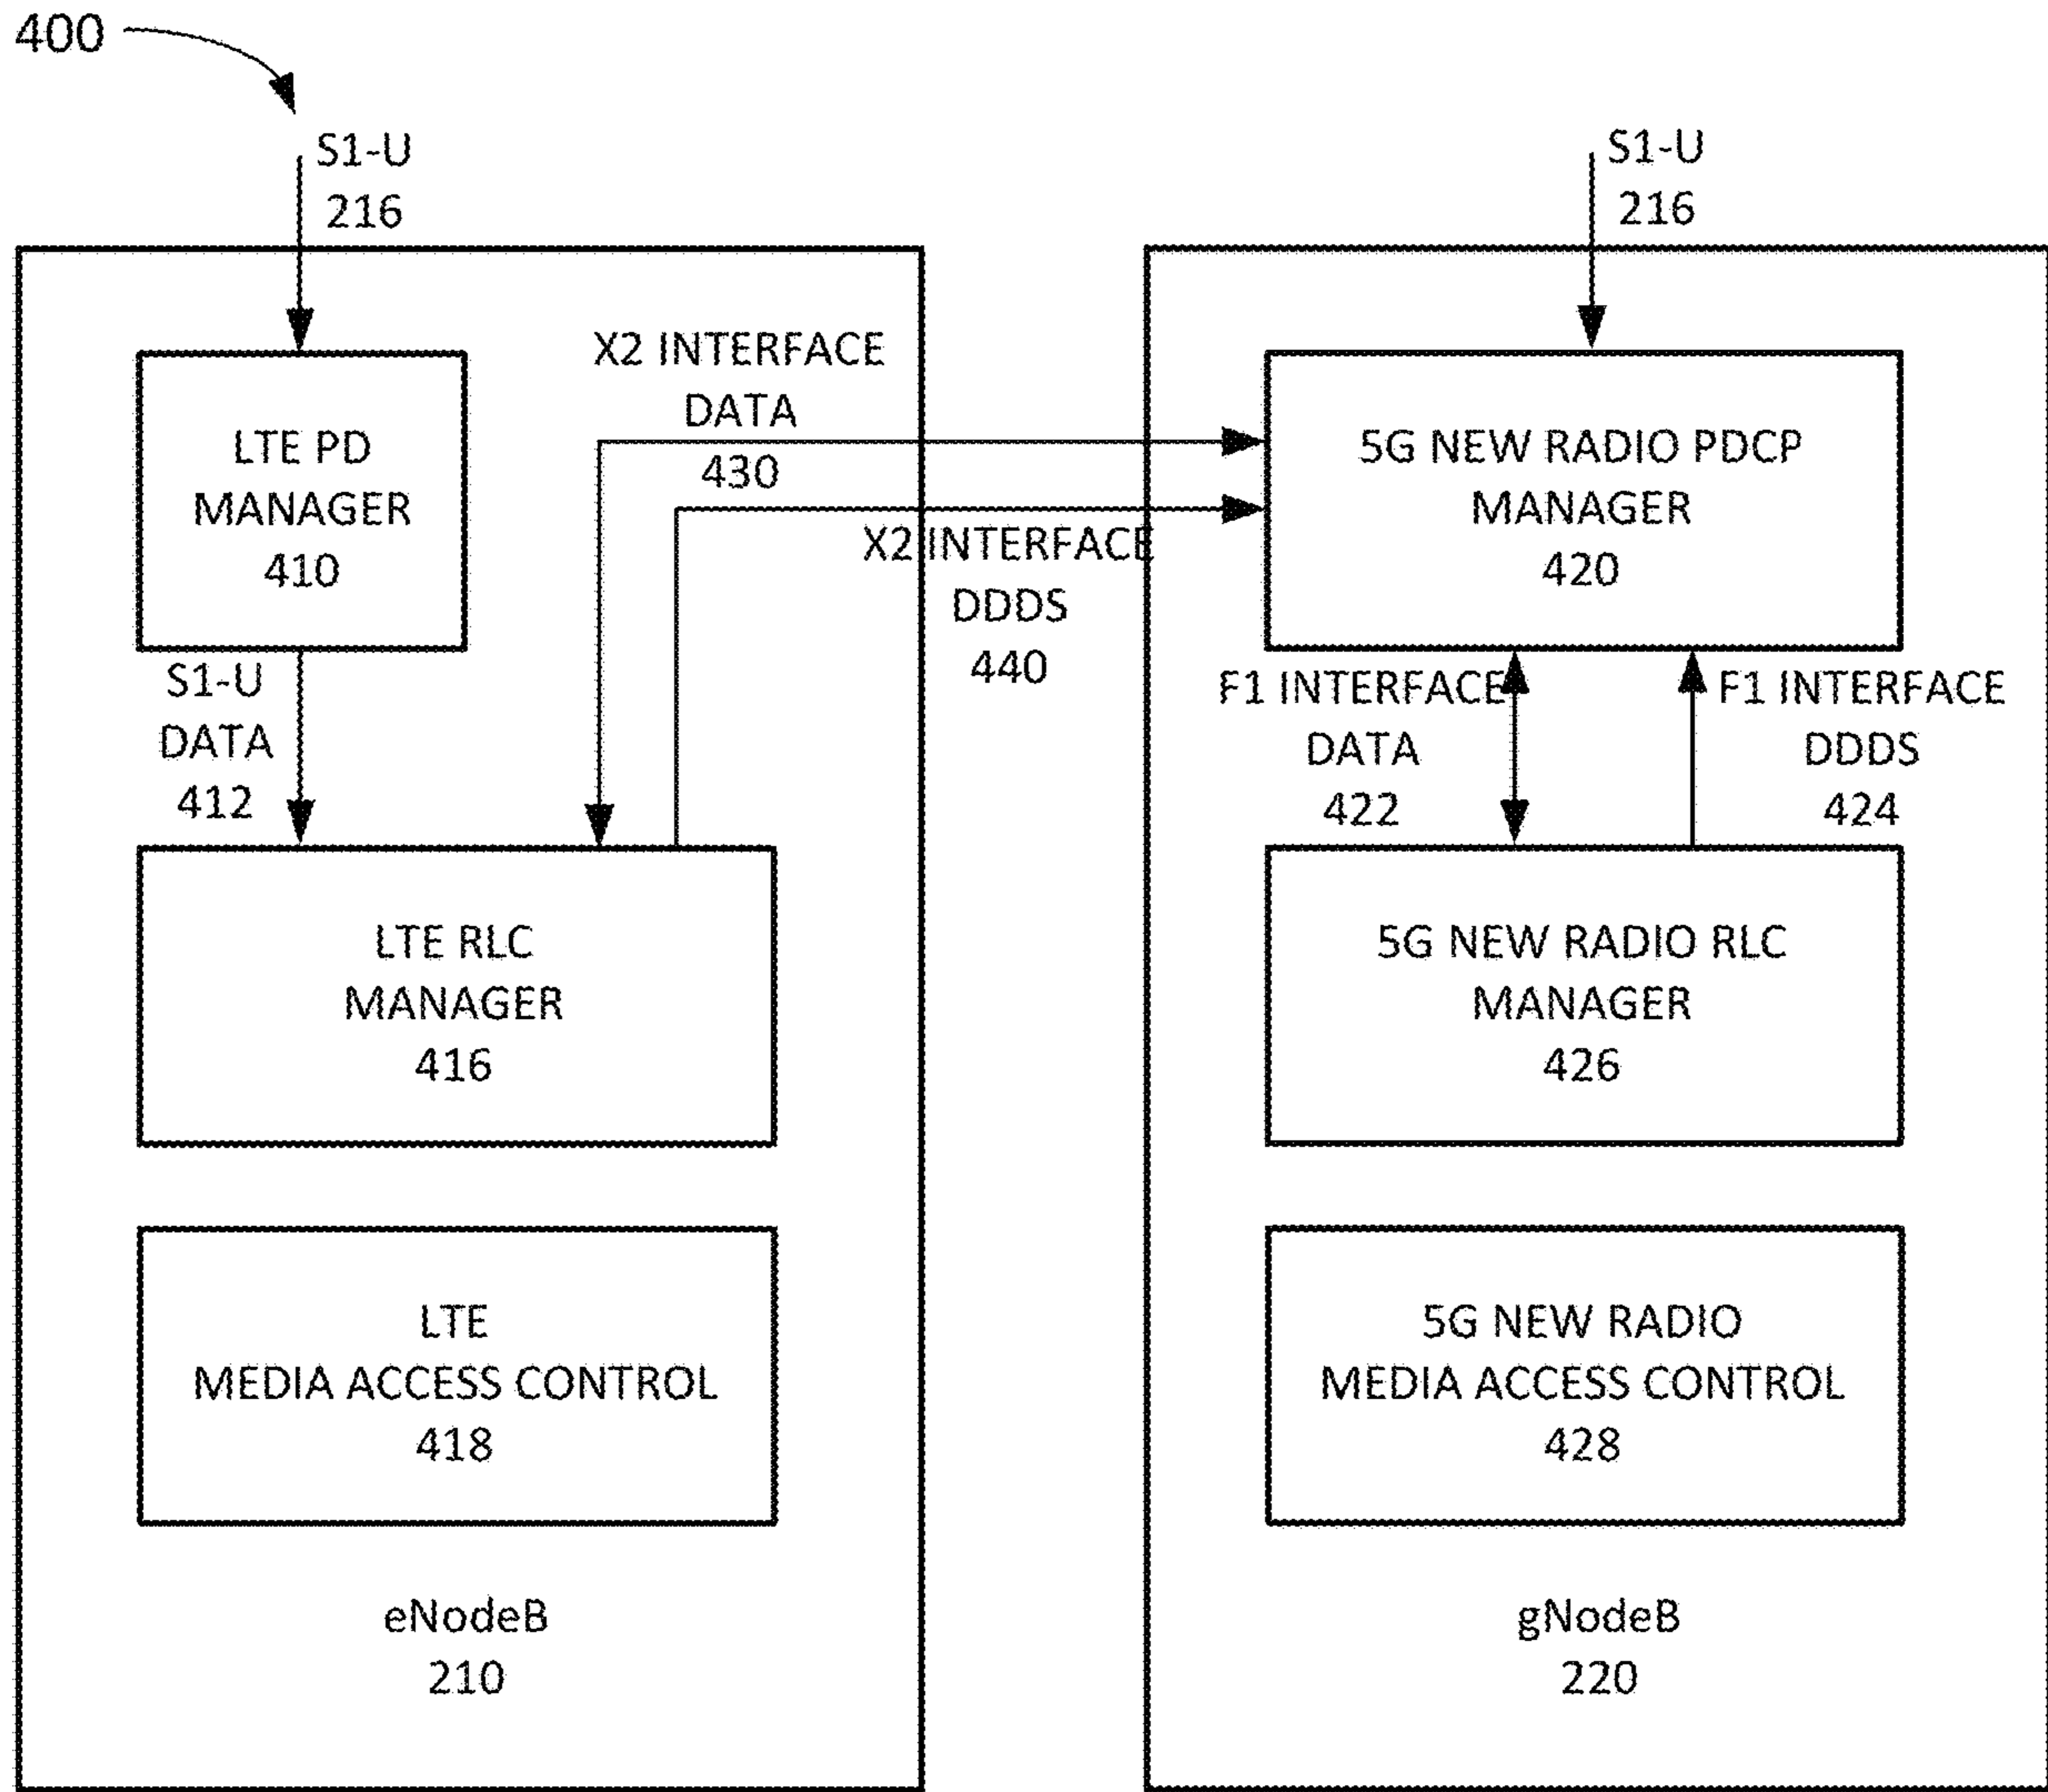 400
S1-U
216
S1-U
216
LTE PD
MANAGER
410
X2 INTERFACE
DATA
430
X2 INTERFACE
DDDS
440
5G NEW RADIO PDCP
MANAGER
420
S1-U
DATA
412
F1 INTERFACE
DATA
422
F1 INTERFACE
DDDS
424
LTE RLC
MANAGER
416
5G NEW RADIO RLC
MANAGER
426
LTE
MEDIA ACCESS CONTROL
418
5G NEW RADIO
MEDIA ACCESS CONTROL
428
eNodeB
210
gNodeB
220